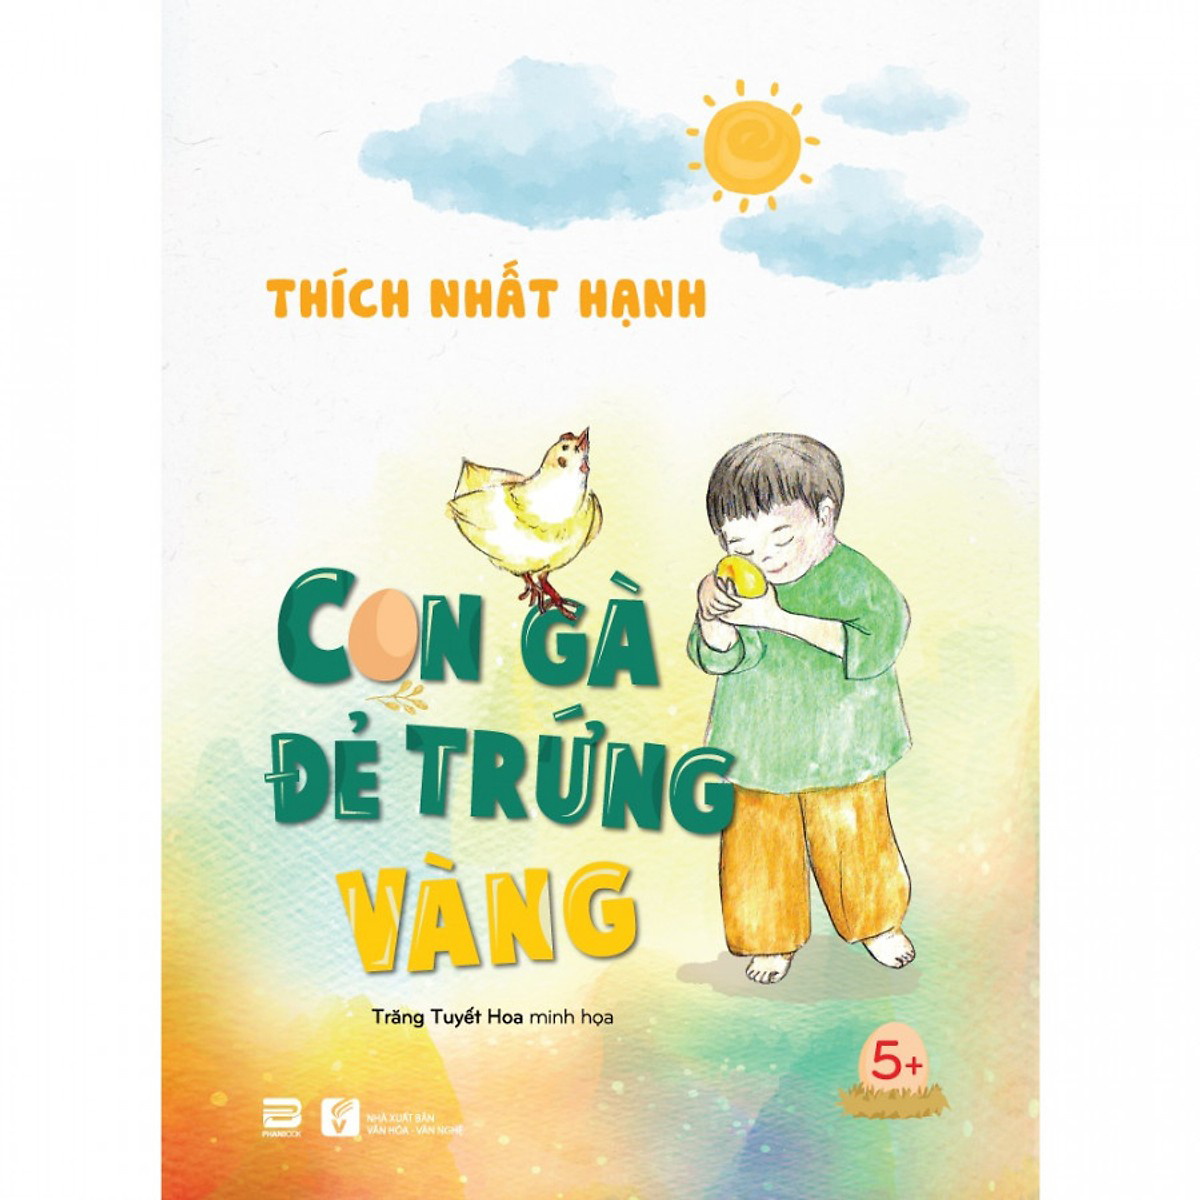 THÍCH NHẤT HẠNH
CON GÀ
ĐẺ TRỨNG
VÀNG
Trăng Tuyết Hoa minh họa
5+
PHANBOOK
NHÀ XUẤT BẢN
VĂN HÓA - VĂN NGHỆ